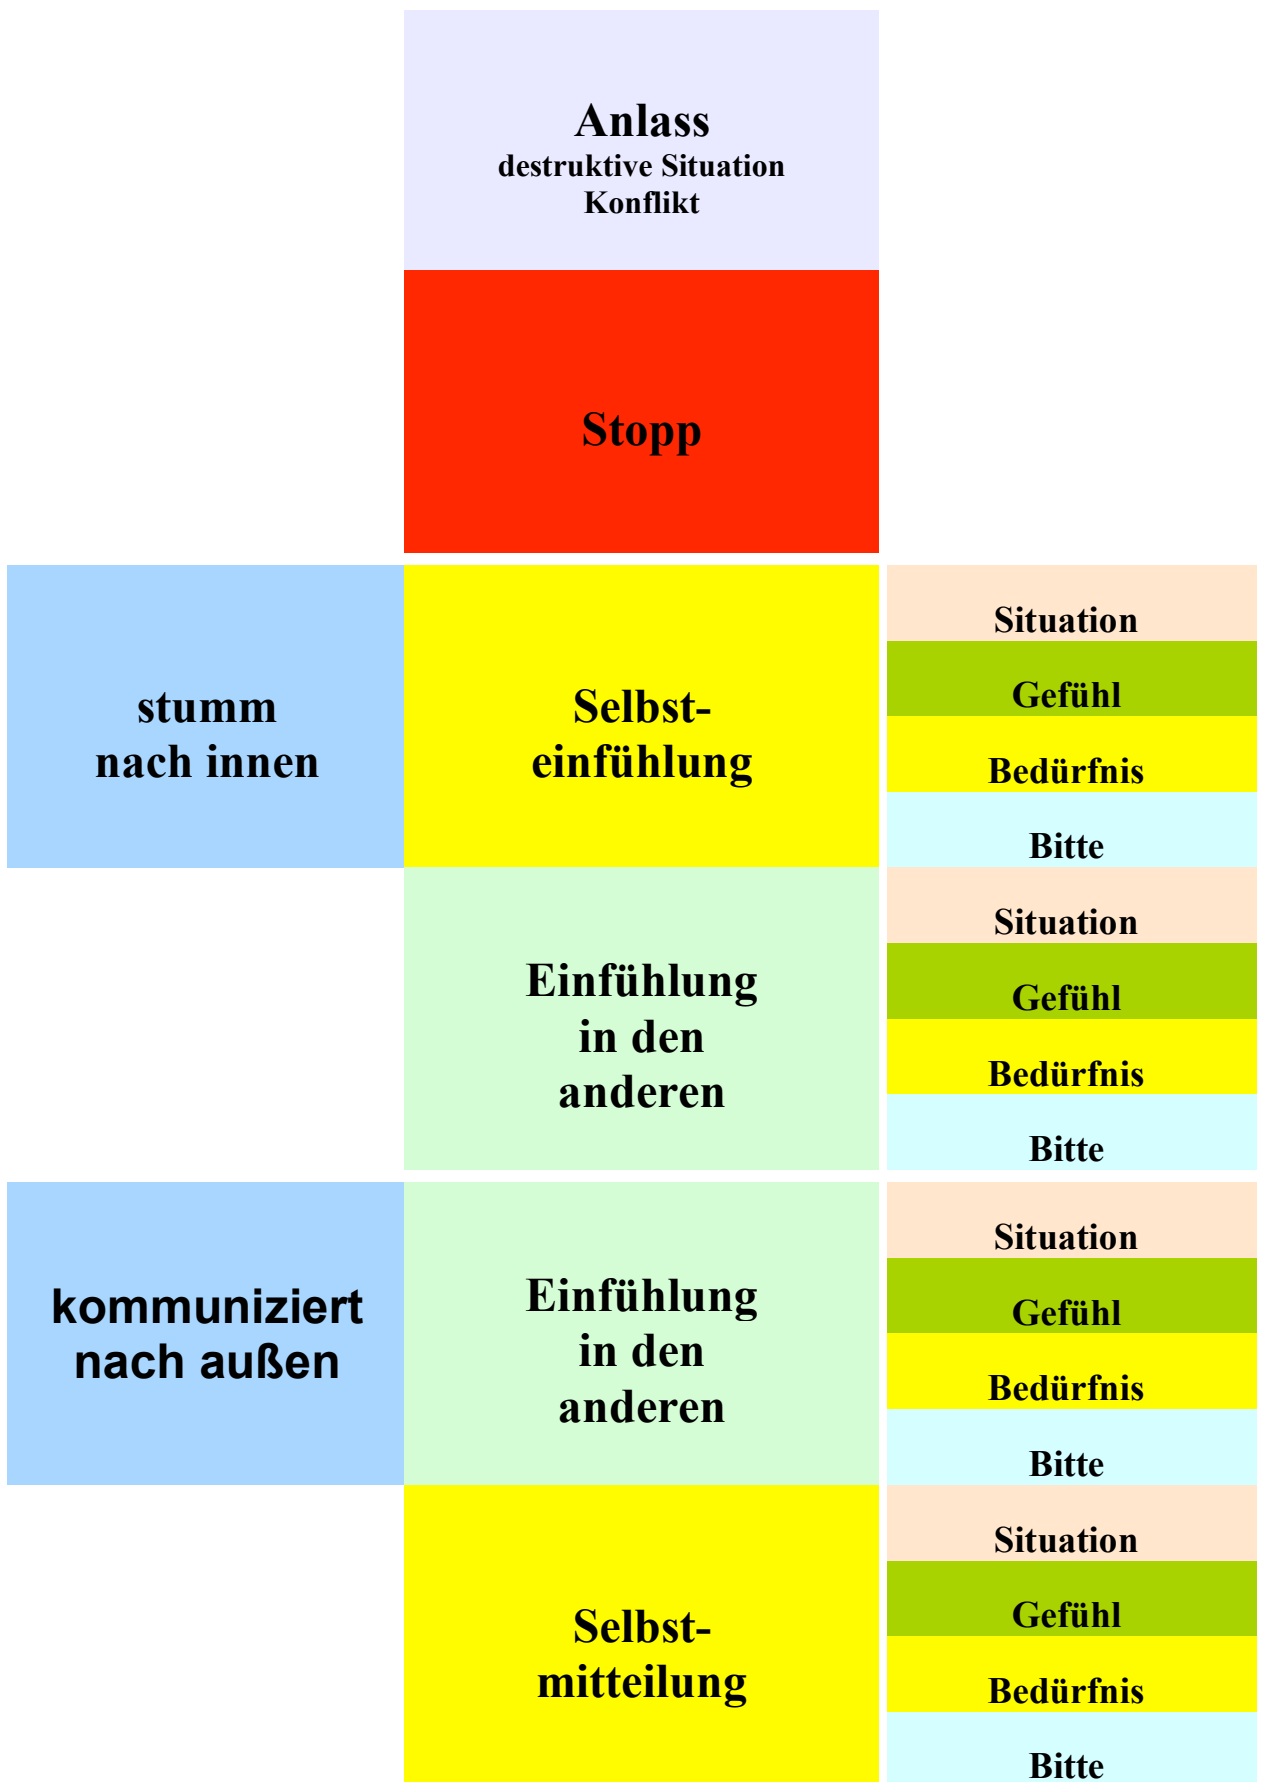 Anlass
destruktive Situation
Konflikt
Stopp
stumm
nach innen
Selbst-
einfühlung
Situation
Gefühl
Bedürfnis
Bitte
Einfühlung
in den
anderen
Situation
Gefühl
Bedürfnis
Bitte
kommuniziert
nach außen
Einfühlung
in den
anderen
Situation
Gefühl
Bedürfnis
Bitte
Selbst-
mitteilung
Situation
Gefühl
Bedürfnis
Bitte